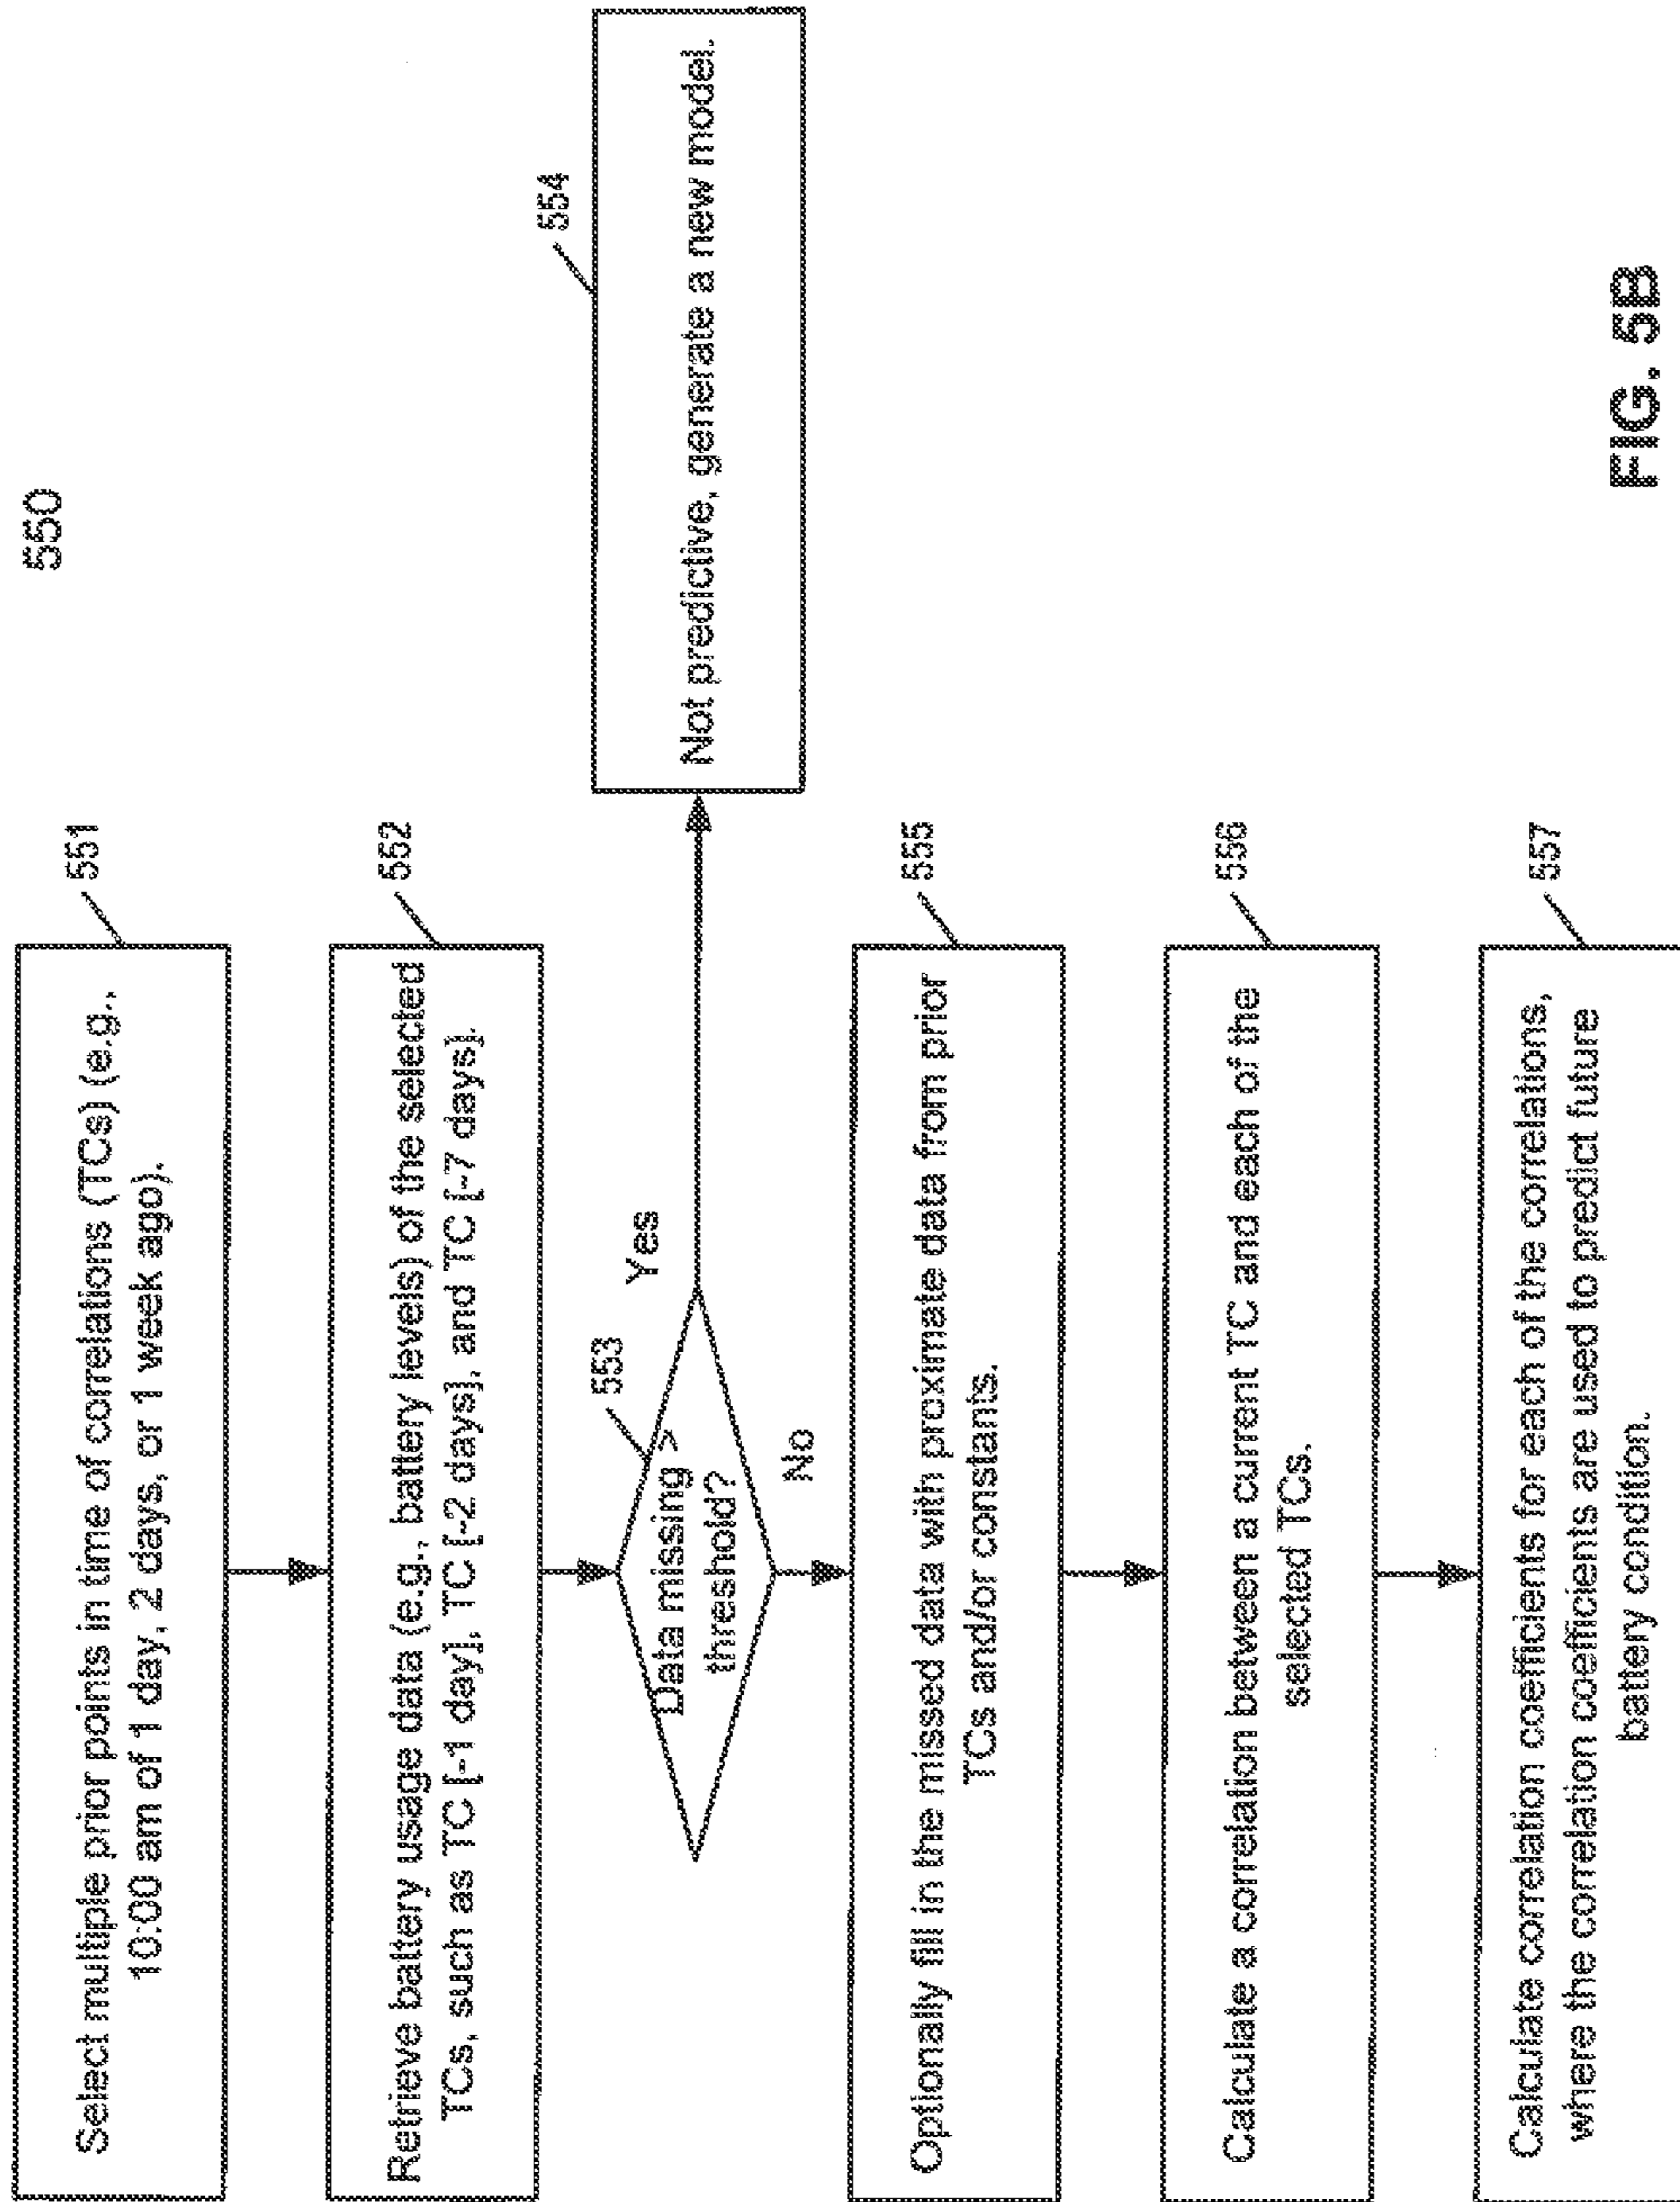 550
551
Select multiple prior points in time of correlations (TCs) (e.g.,
10:00 am of 1 day, 2 days, or 1 week ago).
552
Retrieve battery usage data (e.g., battery levels) of the selected
TCs, such as TC [-1 day], TC [-2 days], and TC [-7 days].
553
Data missing >
threshold?
Yes
554
Not predictive, generate a new model.
No
555
Optionally fill in the missed data with proximate data from prior
TCs and/or constants.
556
Calculate a correlation between a current TC and each of the
selected TCs.
557
Calculate correlation coefficients for each of the correlations,
where the correlation coefficients are used to predict future
battery condition.
FIG. 5B